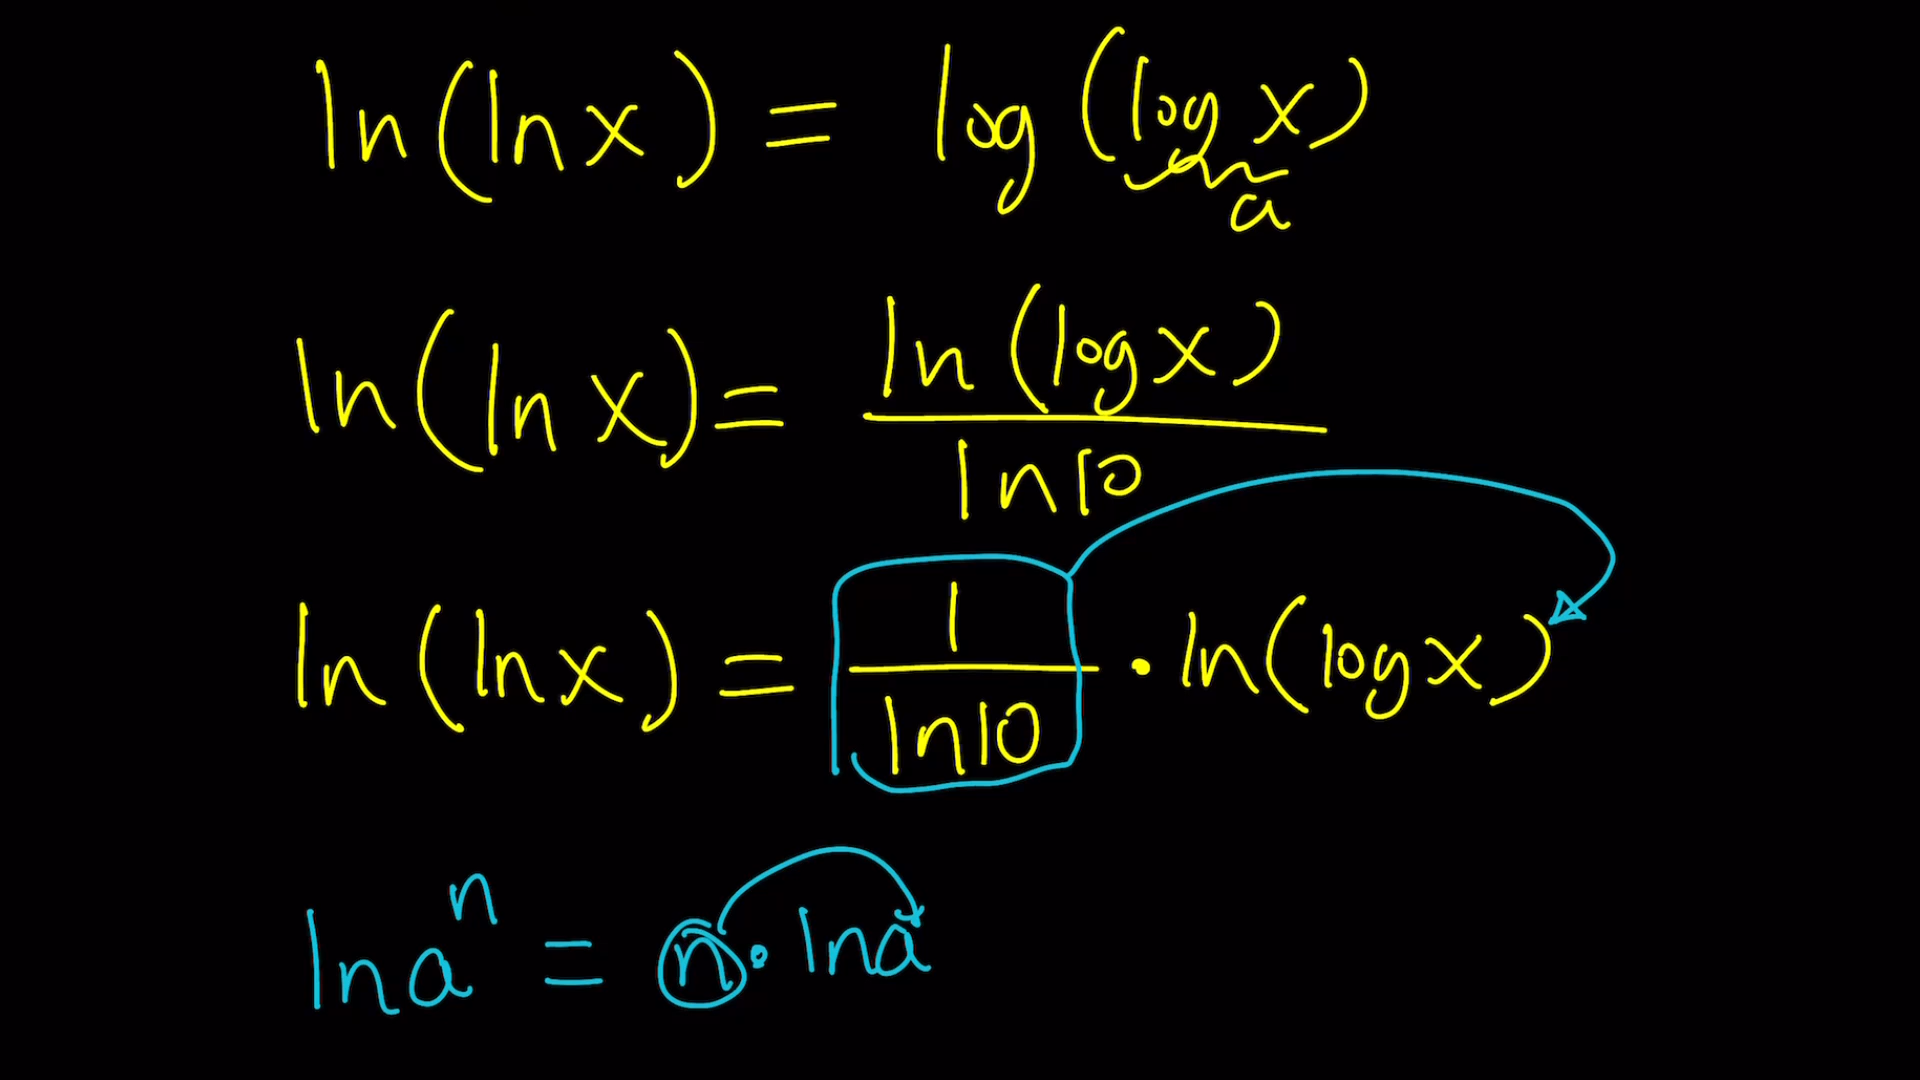 ln(ln x) = log(log x)
a
ln(ln x) = ln(log x) / ln10
ln(ln x) = 1 / ln10 · ln(log x)
ln a^n = n · ln a